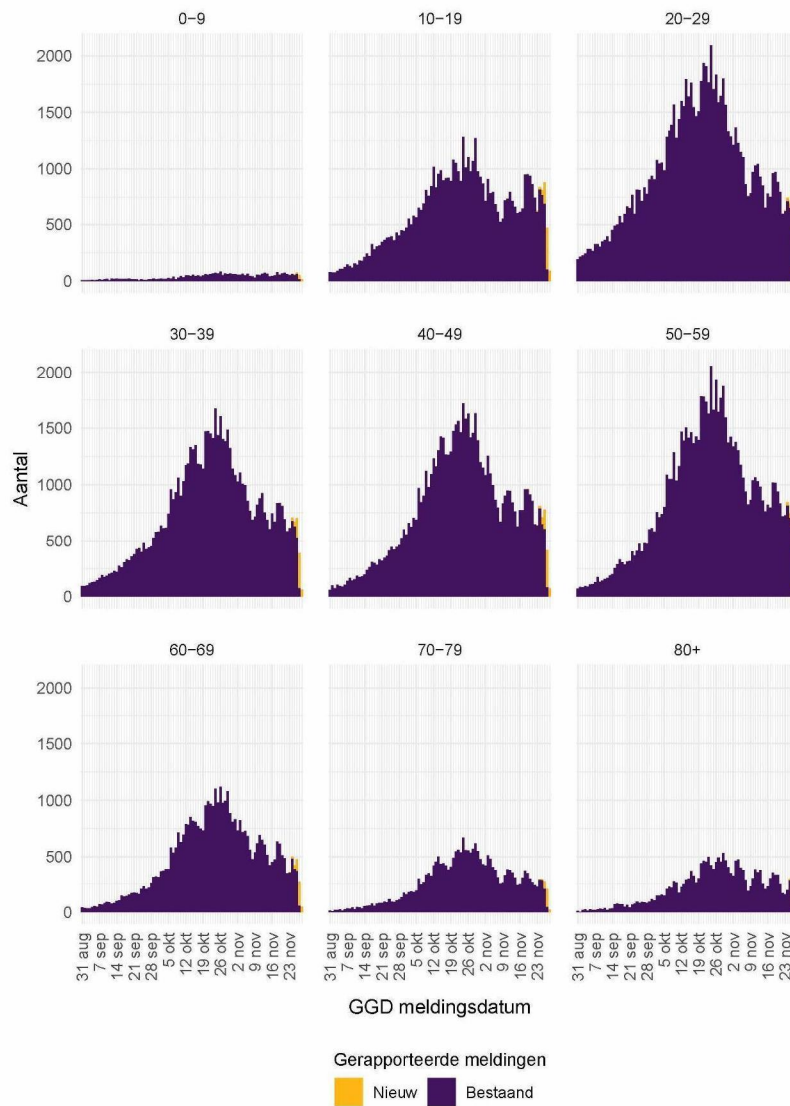 0−9 10−19 20−29
2000
1500
1000
500
0
30−39 40−49 50−59
2000
1500
1000
500
0
Aantal
60−69 70−79 80+
2000
1500
1000
500
0
31 aug 7 sep 14 sep 21 sep 28 sep 5 okt 12 okt 19 okt 26 okt 2 nov 9 nov 16 nov 23 nov
31 aug 7 sep 14 sep 21 sep 28 sep 5 okt 12 okt 19 okt 26 okt 2 nov 9 nov 16 nov 23 nov
31 aug 7 sep 14 sep 21 sep 28 sep 5 okt 12 okt 19 okt 26 okt 2 nov 9 nov 16 nov 23 nov
GGD meldingsdatum
Gerapporteerde meldingen
Nieuw Bestaand